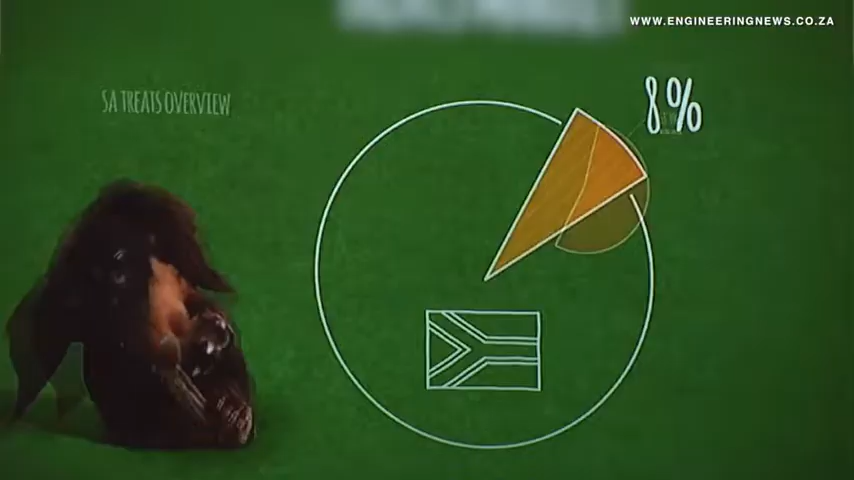 WWW.ENGINEERINGNEWS.CO.ZA
SA TREATS OVERVIEW
8%